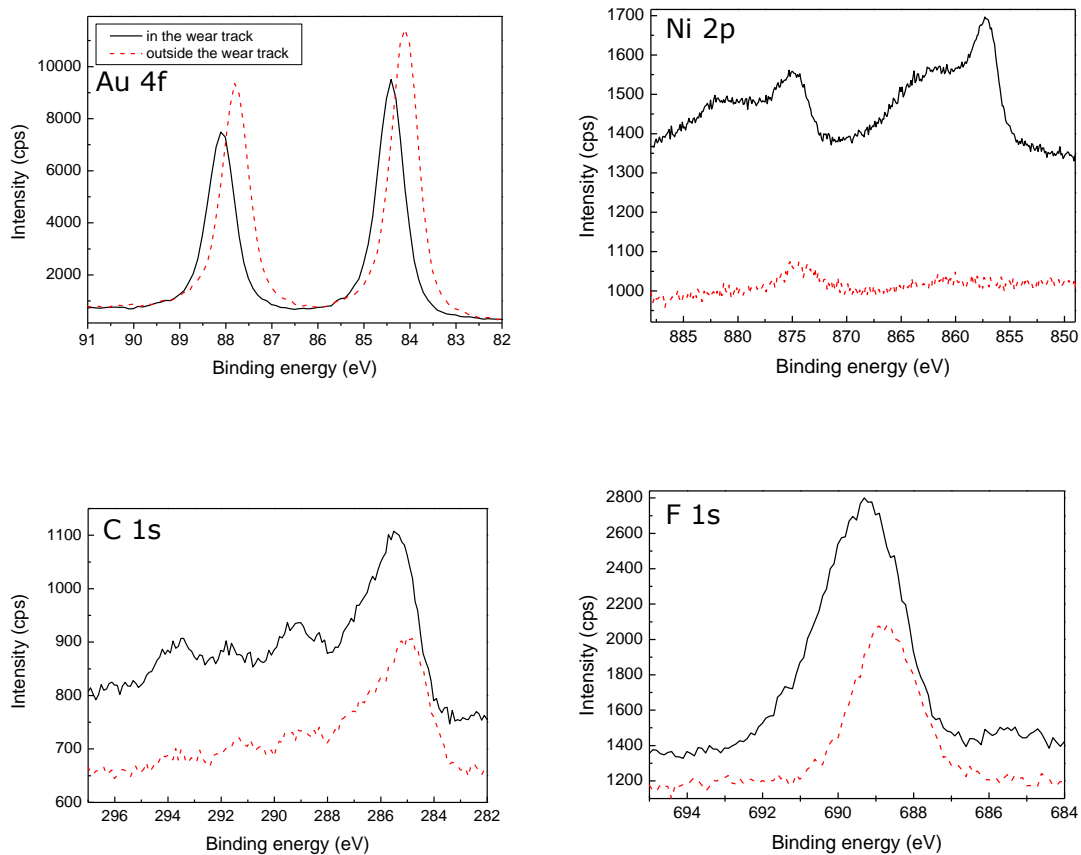 in the wear track
outside the wear track
Au 4f
Intensity (cps)
10000
8000
6000
4000
2000
91 90 89 88 87 86 85 84 83 82
Binding energy (eV)
Ni 2p
Intensity (cps)
1700
1600
1500
1400
1300
1200
1100
1000
885 880 875 870 865 860 855 850
Binding energy (eV)
C 1s
Intensity (cps)
1100
1000
900
800
700
600
296 294 292 290 288 286 284 282
Binding energy (eV)
F 1s
Intensity (cps)
2800
2600
2400
2200
2000
1800
1600
1400
1200
694 692 690 688 686 684
Binding energy (eV)